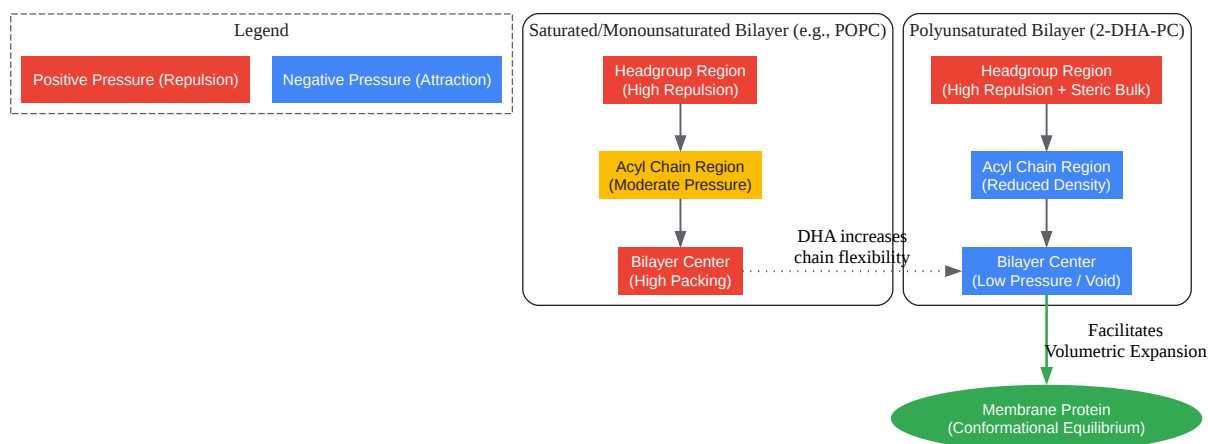 Legend
Positive Pressure (Repulsion)
Negative Pressure (Attraction)
Saturated/Monounsaturated Bilayer (e.g., POPC)
Headgroup Region
(High Repulsion)
Acyl Chain Region
(Moderate Pressure)
Bilayer Center
(High Packing)
DHA increases
chain flexibility
Polyunsaturated Bilayer (2-DHA-PC)
Headgroup Region
(High Repulsion + Steric Bulk)
Acyl Chain Region
(Reduced Density)
Bilayer Center
(Low Pressure / Void)
Facilitates
Volumetric Expansion
Membrane Protein
(Conformational Equilibrium)